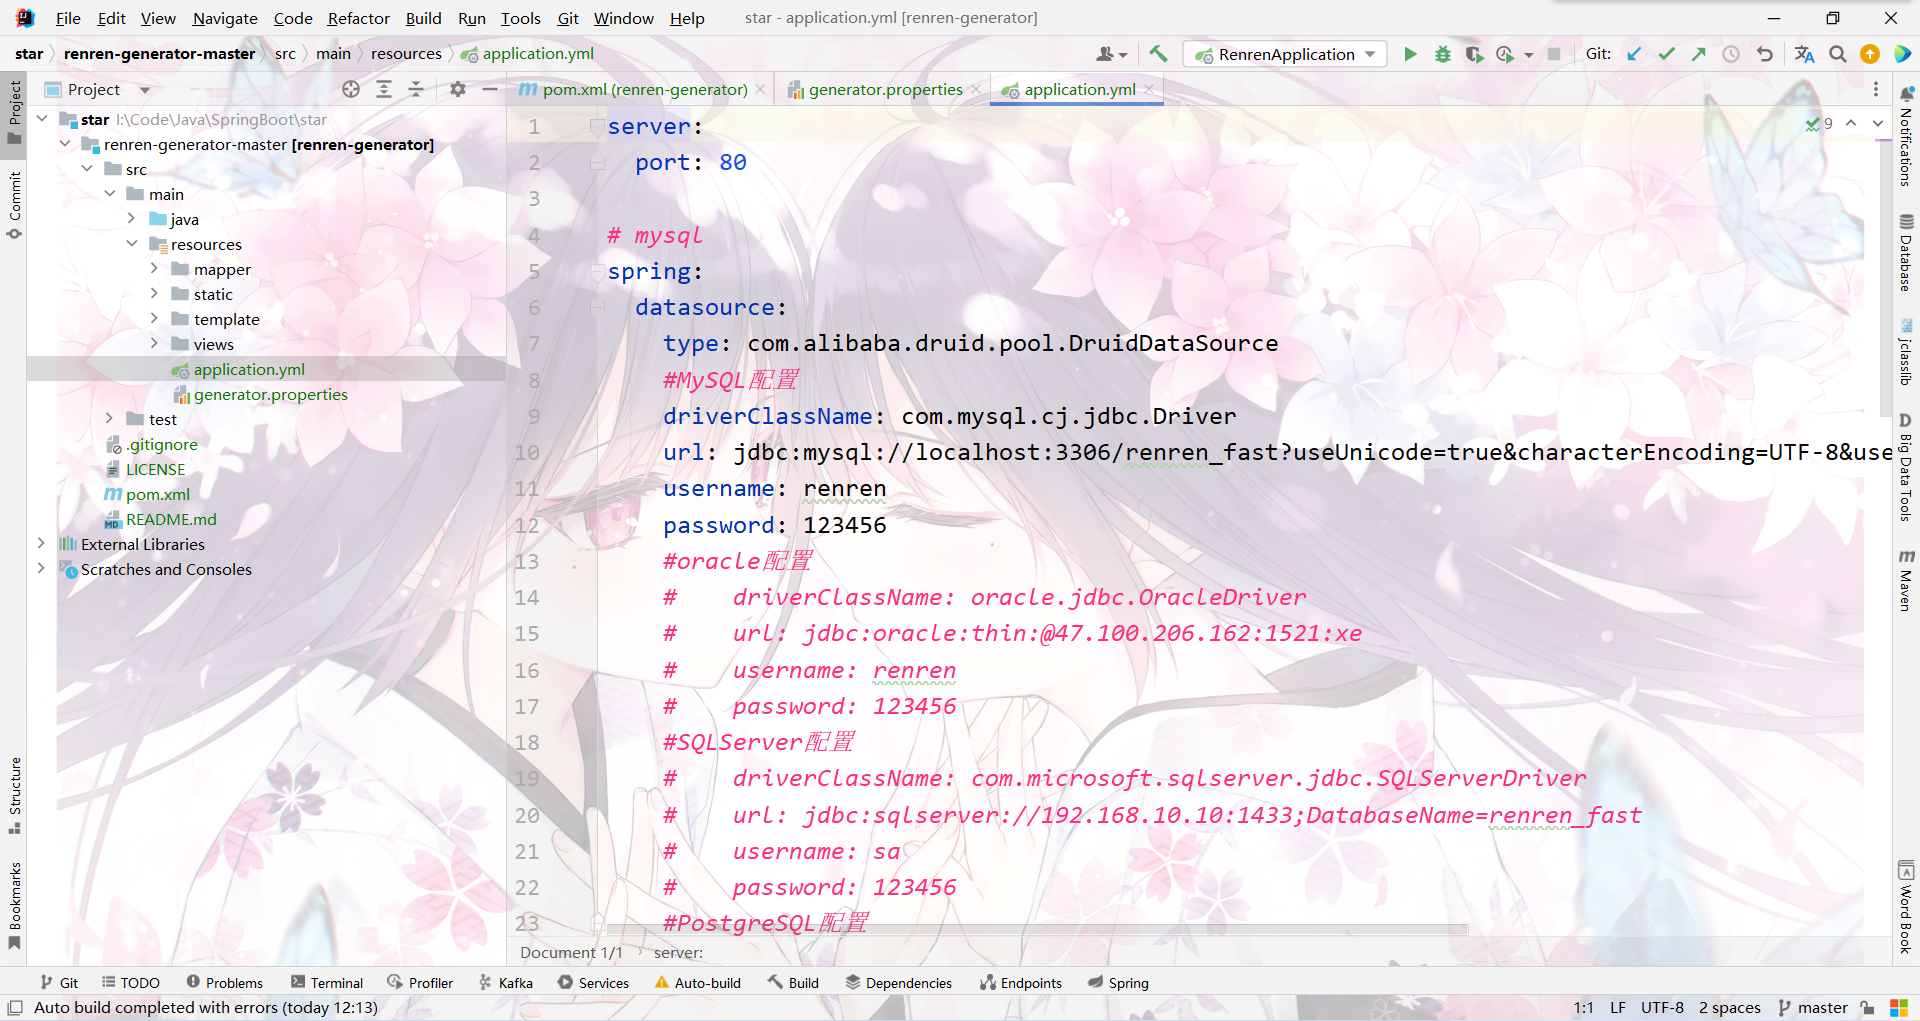 File Edit View Navigate Code Refactor Build Run Tools Git Window Help star - application.yml [renren-generator]
star renren-generator-master src main resources application.yml RenrenApplication Git:
Project pom.xml (renren-generator) generator.properties application.yml
Project
Commit
Structure
Bookmarks
star I:\Code\Java\SpringBoot\star
renren-generator-master [renren-generator]
src
main
java
resources
mapper
static
template
views
application.yml
generator.properties
test
.gitignore
LICENSE
pom.xml
README.md
External Libraries
Scratches and Consoles
9
1 server:
2 port: 80
3
4 # mysql
5 spring:
6 datasource:
7 type: com.alibaba.druid.pool.DruidDataSource
8 #MySQL配置
9 driverClassName: com.mysql.cj.jdbc.Driver
10 url: jdbc:mysql://localhost:3306/renren_fast?useUnicode=true&characterEncoding=UTF-8&use
11 username: renren
12 password: 123456
13 #oracle配置
14 # driverClassName: oracle.jdbc.OracleDriver
15 # url: jdbc:oracle:thin:@47.100.206.162:1521:xe
16 # username: renren
17 # password: 123456
18 #SQLServer配置
19 # driverClassName: com.microsoft.sqlserver.jdbc.SQLServerDriver
20 # url: jdbc:sqlserver://192.168.10.10:1433;DatabaseName=renren_fast
21 # username: sa
22 # password: 123456
23 #PostgreSQL配置
Document 1/1 server:
Notifications
Database
jclasslib
Big Data Tools
Maven
Word Book
Git TODO Problems Terminal Profiler Kafka Services Auto-build Build Dependencies Endpoints Spring
Auto build completed with errors (today 12:13) 1:1 LF UTF-8 2 spaces master